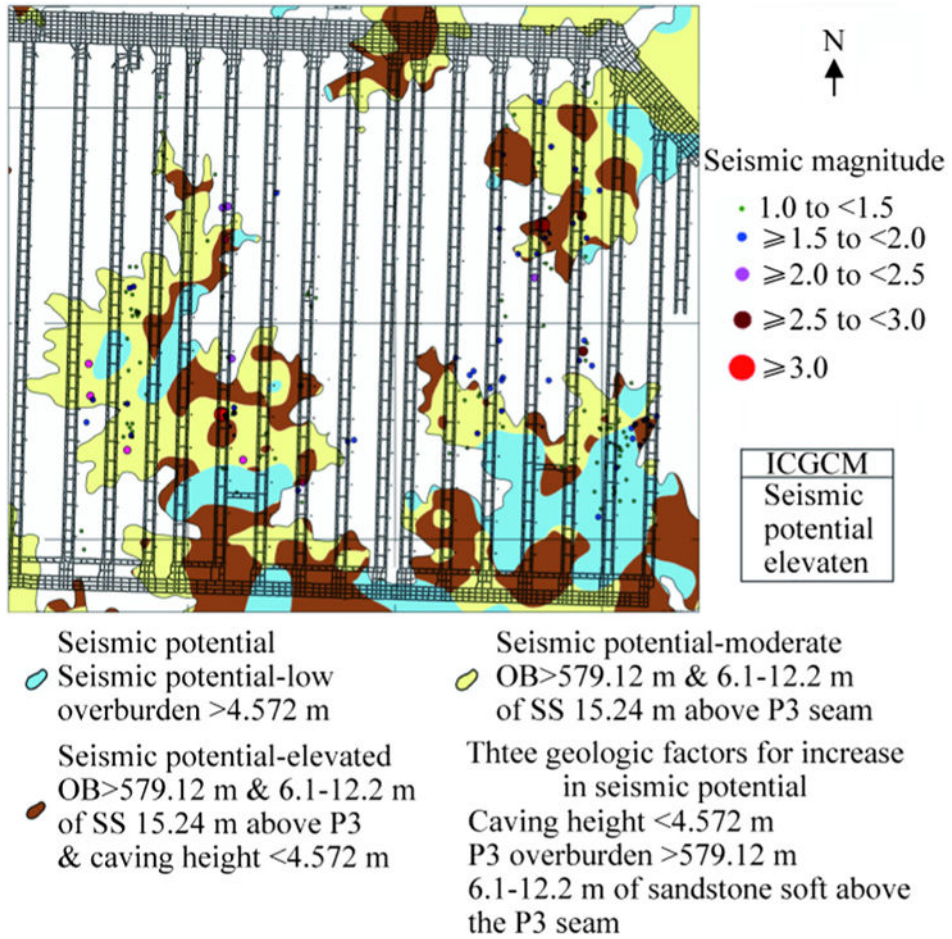 N
Seismic magnitude
1.0 to <1.5
⩾1.5 to <2.0
⩾2.0 to <2.5
⩾2.5 to <3.0
⩾3.0
ICGCM
Seismic
potential
elevaten
Seismic potential
Seismic potential-low
overburden >4.572 m
Seismic potential-elevated
OB>579.12 m & 6.1-12.2 m
of SS 15.24 m above P3
& caving height <4.572 m
Seismic potential-moderate
OB>579.12 m & 6.1-12.2 m
of SS 15.24 m above P3 seam
Thtee geologic factors for increase
in seismic potential
Caving height <4.572 m
P3 overburden >579.12 m
6.1-12.2 m of sandstone soft above
the P3 seam